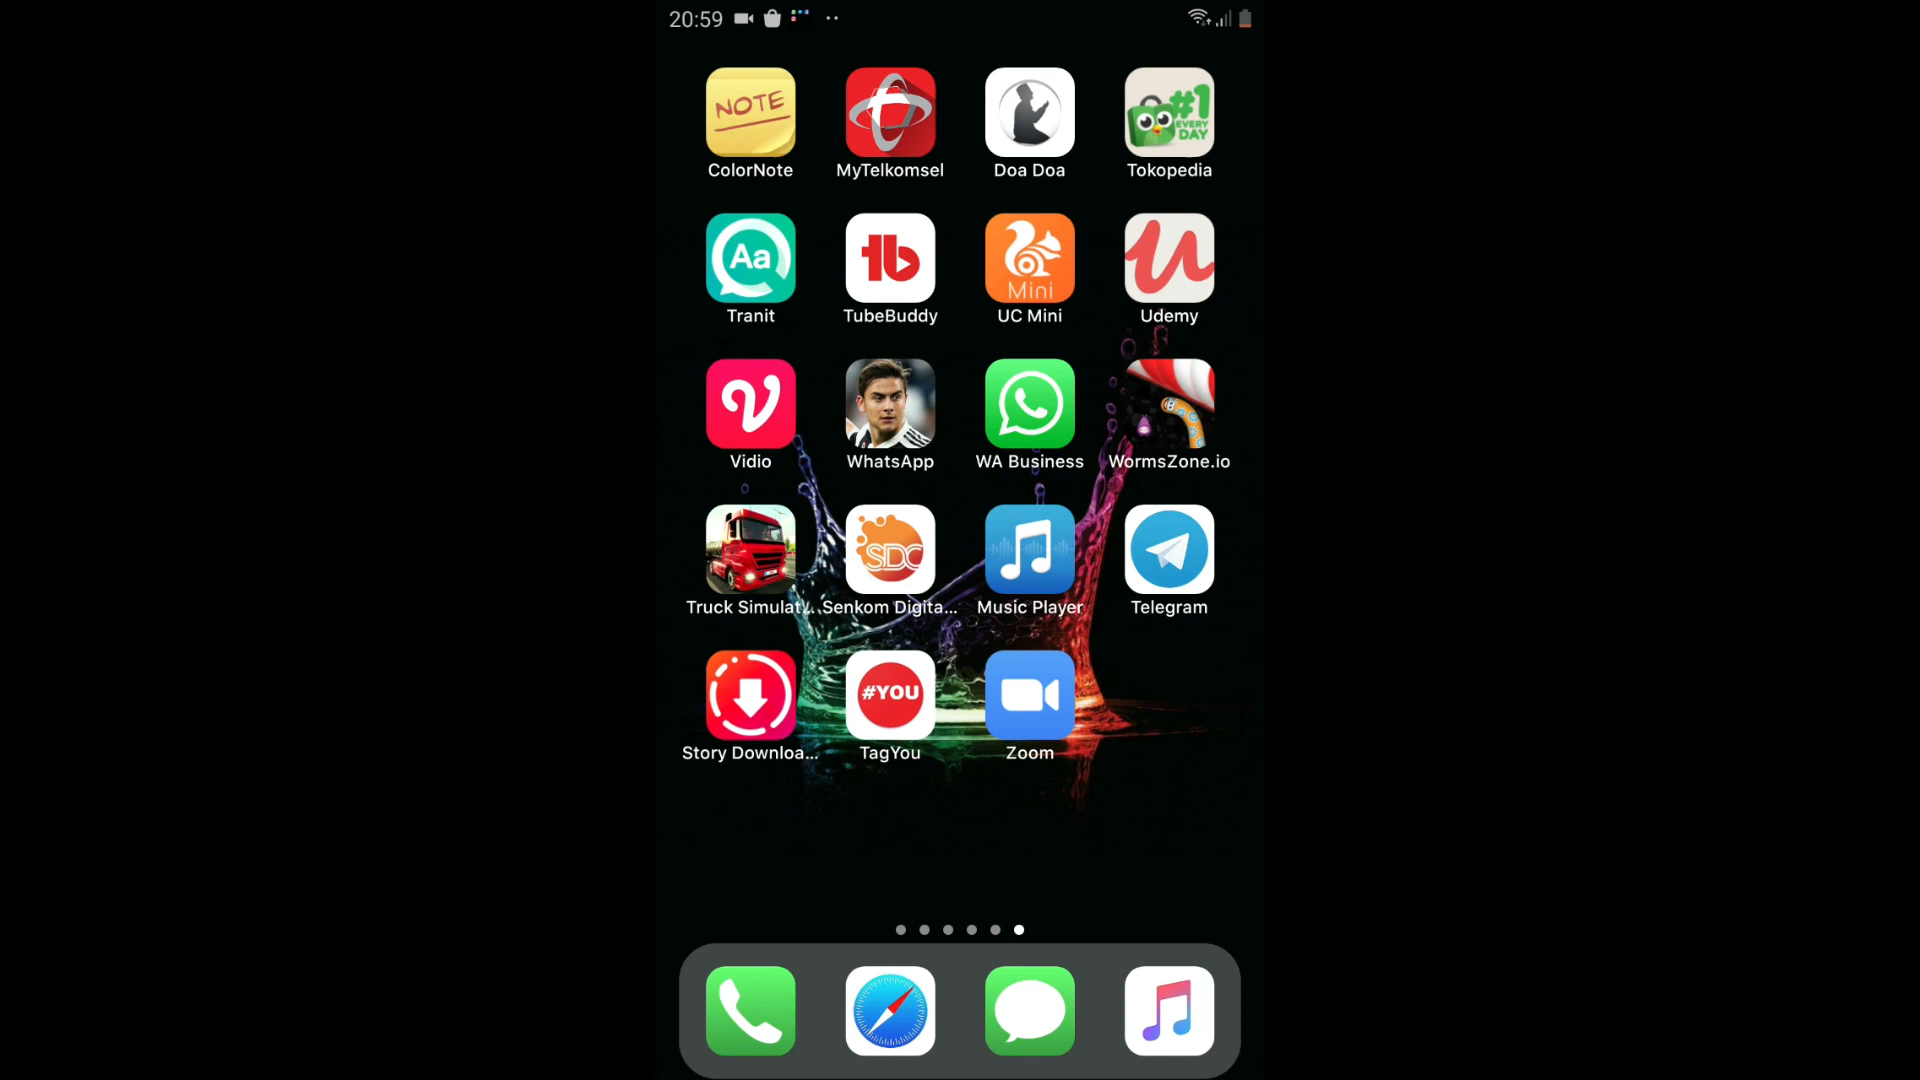 20:59
NOTE
#1
EVERY
DAY
ColorNote MyTelkomsel Doa Doa Tokopedia
Aa
tb
Mini
u
Tranit TubeBuddy UC Mini Udemy
V
Vidio WhatsApp WA Business WormsZone.io
SDC
Truck Simulat... Senkom Digita... Music Player Telegram
#YOU
Story Downloa... TagYou Zoom